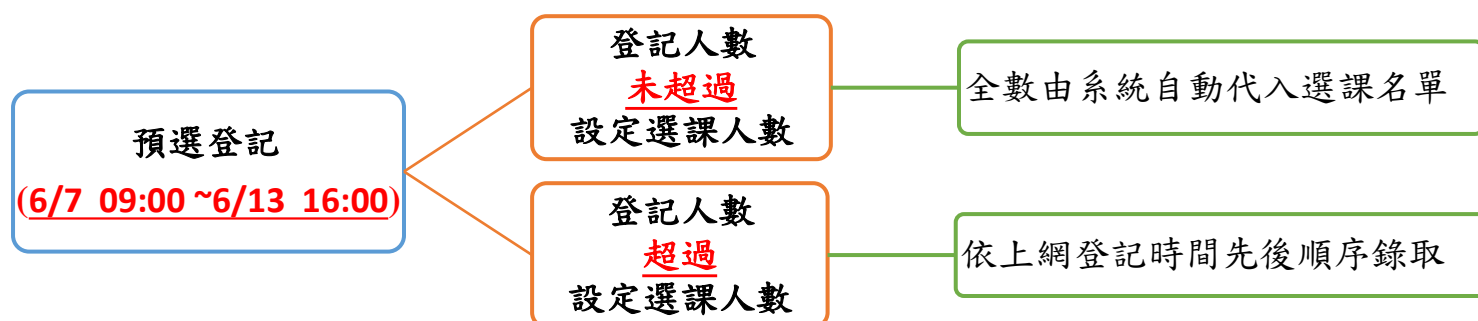 預選登記
(6/7 09:00 ~6/13 16:00)
登記人數
未超過
設定選課人數
全數由系統自動代入選課名單
登記人數
超過
設定選課人數
依上網登記時間先後順序錄取